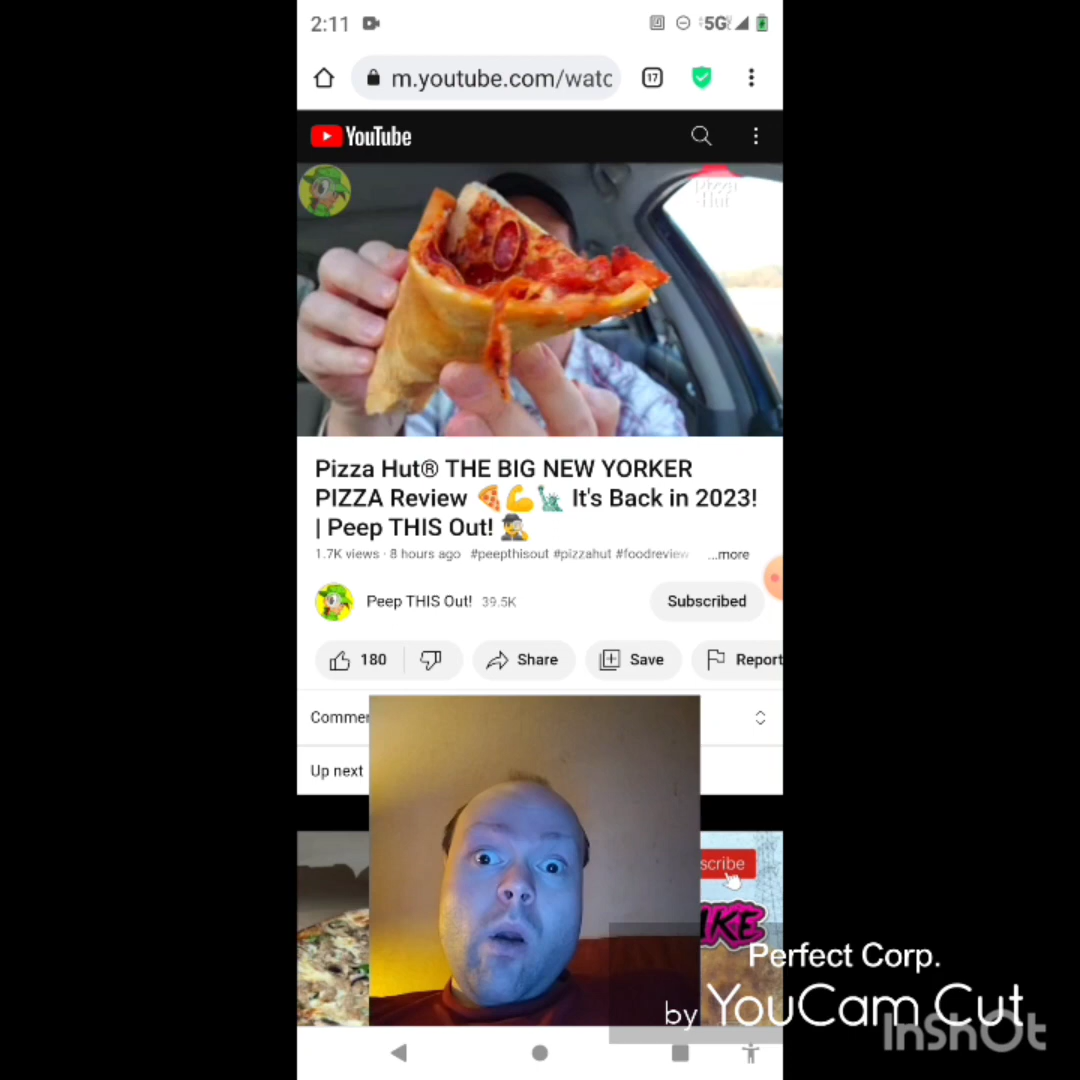 2:11
5G
m.youtube.com/watc
17
YouTube
Pizza
Hut
Pizza Hut® THE BIG NEW YORKER
PIZZA Review 🍕💪🗽 It's Back in 2023!
| Peep THIS Out! 🕵️
1.7K views · 8 hours ago #peepthisout #pizzahut #foodreview ...more
Peep THIS Out! 39.5K
Subscribed
180
Share
Save
Report
Commen
Up next
scribe
IKE
Perfect Corp.
by YouCam Cut
InShOt